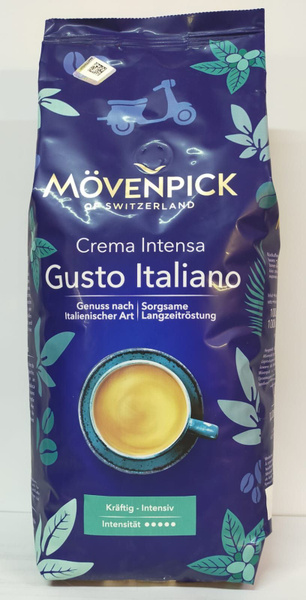 MÖVENPICK
OF SWITZERLAND
Crema Intensa
Gusto Italiano
Genuss nach | Sorgsame
Italienischer Art | Langzeitröstung
Kräftig - Intensiv
Intensität